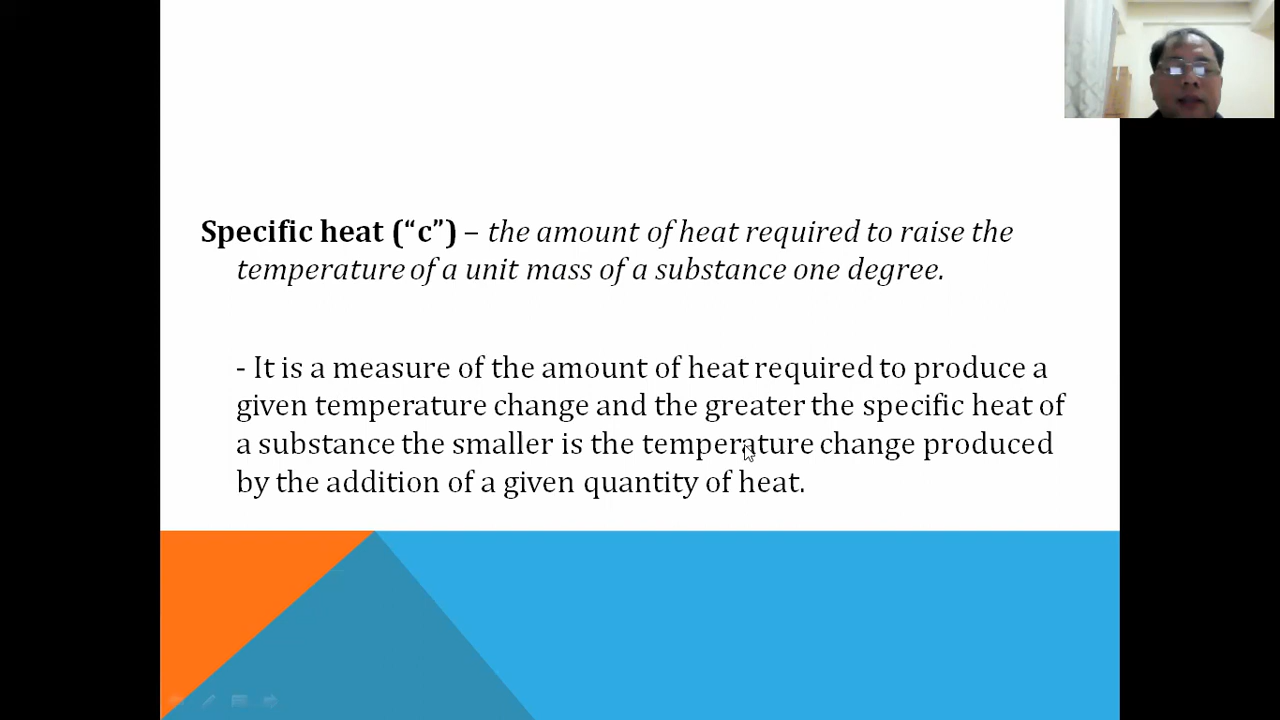 Specific heat (“c”) – the amount of heat required to raise the
temperature of a unit mass of a substance one degree.
- It is a measure of the amount of heat required to produce a
given temperature change and the greater the specific heat of
a substance the smaller is the temperature change produced
by the addition of a given quantity of heat.